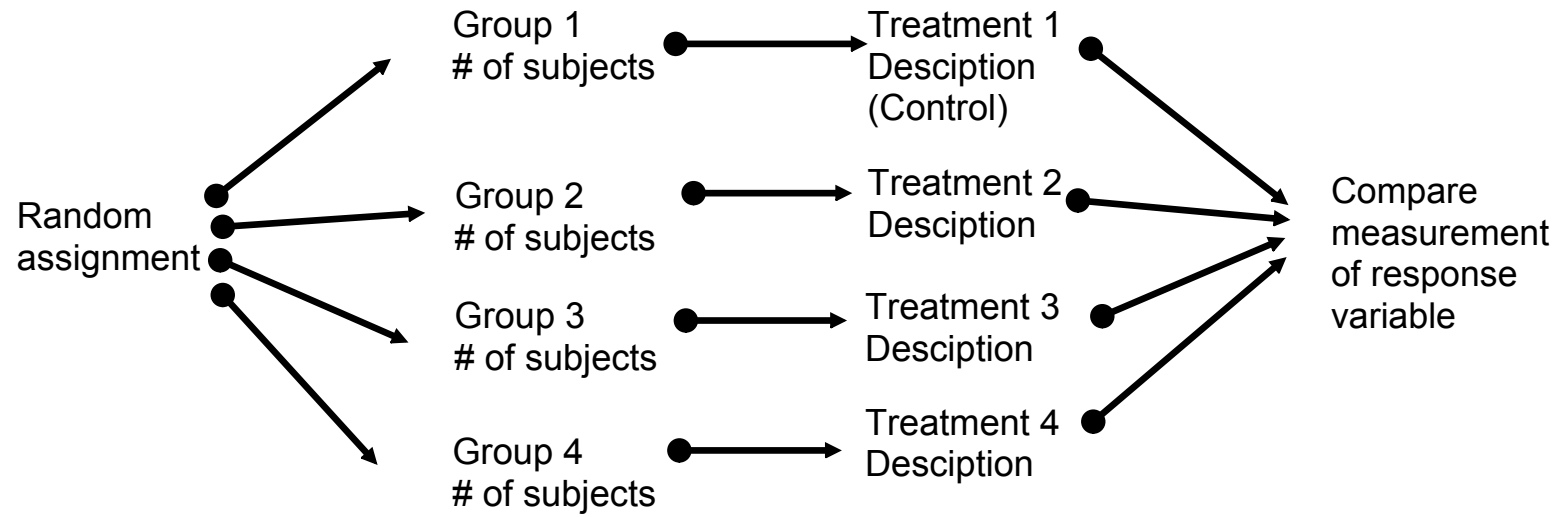 Random
assignment
Group 1
# of subjects
Treatment 1
Desciption
(Control)
Group 2
# of subjects
Treatment 2
Desciption
Group 3
# of subjects
Treatment 3
Desciption
Group 4
# of subjects
Treatment 4
Desciption
Compare
measurement
of response
variable